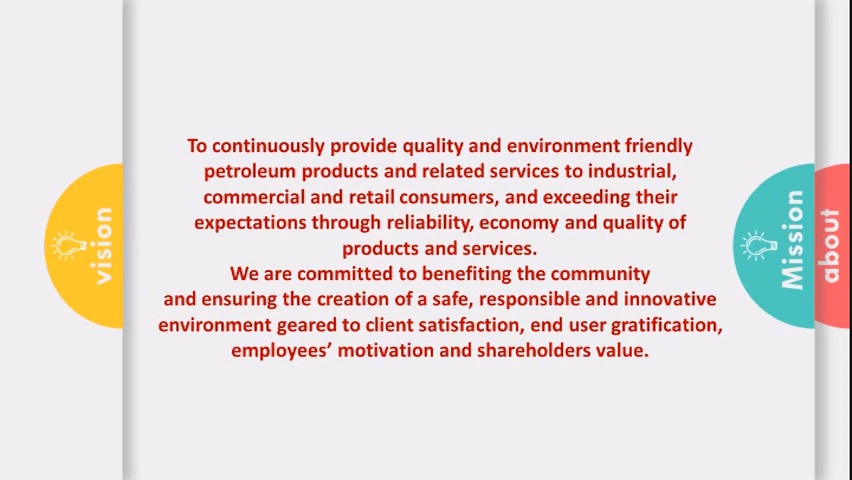 To continuously provide quality and environment friendly
petroleum products and related services to industrial,
commercial and retail consumers, and exceeding their
expectations through reliability, economy and quality of
products and services.
We are committed to benefiting the community
and ensuring the creation of a safe, responsible and innovative
environment geared to client satisfaction, end user gratification,
employees’ motivation and shareholders value.
vision
Mission
about